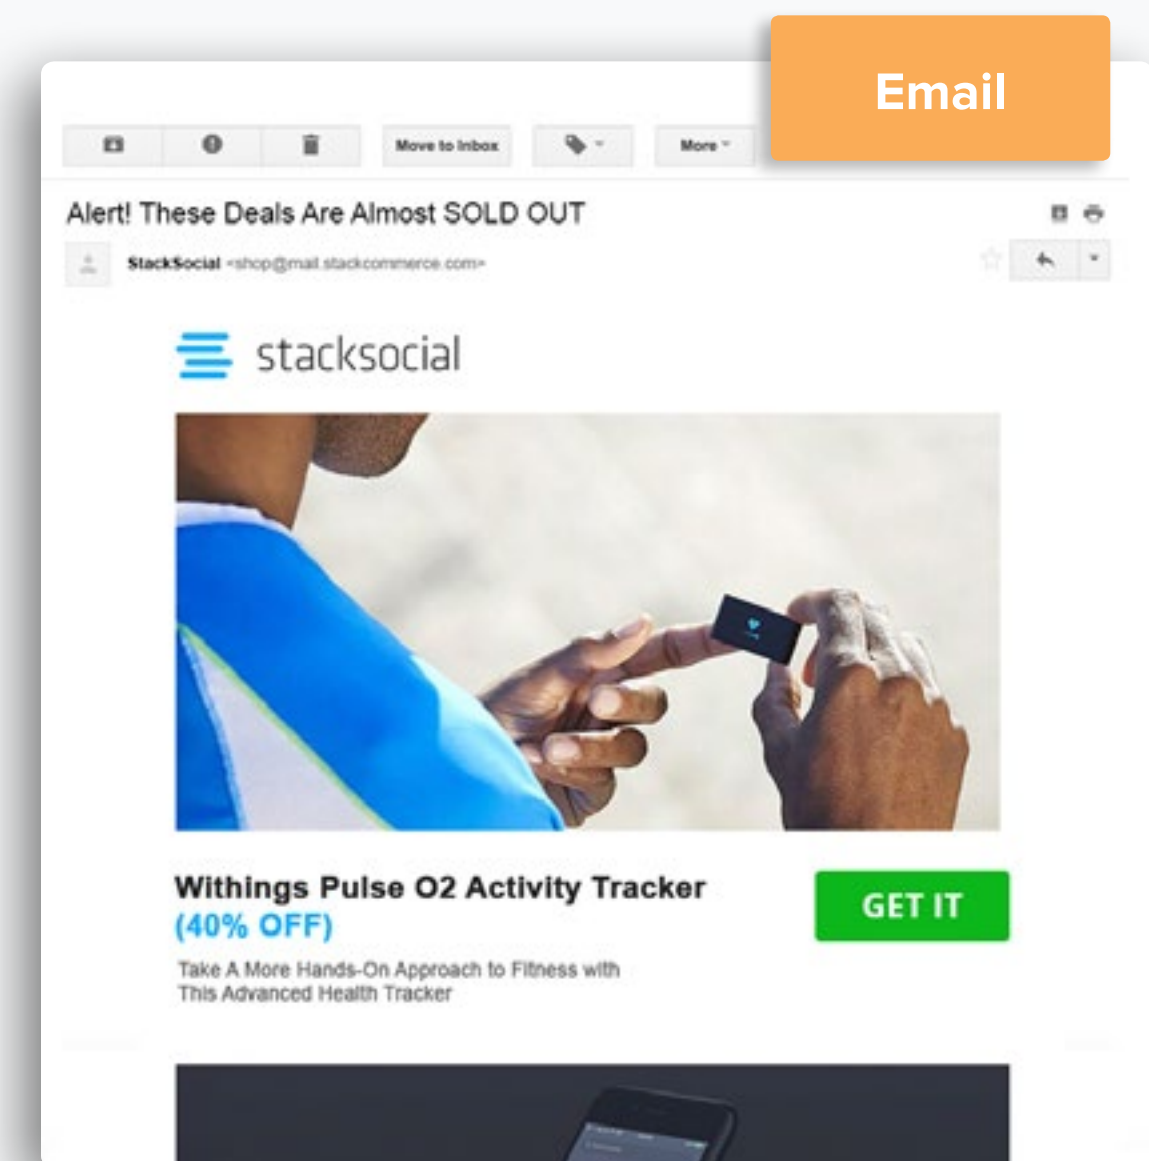 Email
Move to Inbox
More
Alert! These Deals Are Almost SOLD OUT
StackSocial <shop@mail.stackcommerce.com>
stacksocial
Withings Pulse O2 Activity Tracker
(40% OFF)
GET IT
Take A More Hands-On Approach to Fitness with
This Advanced Health Tracker